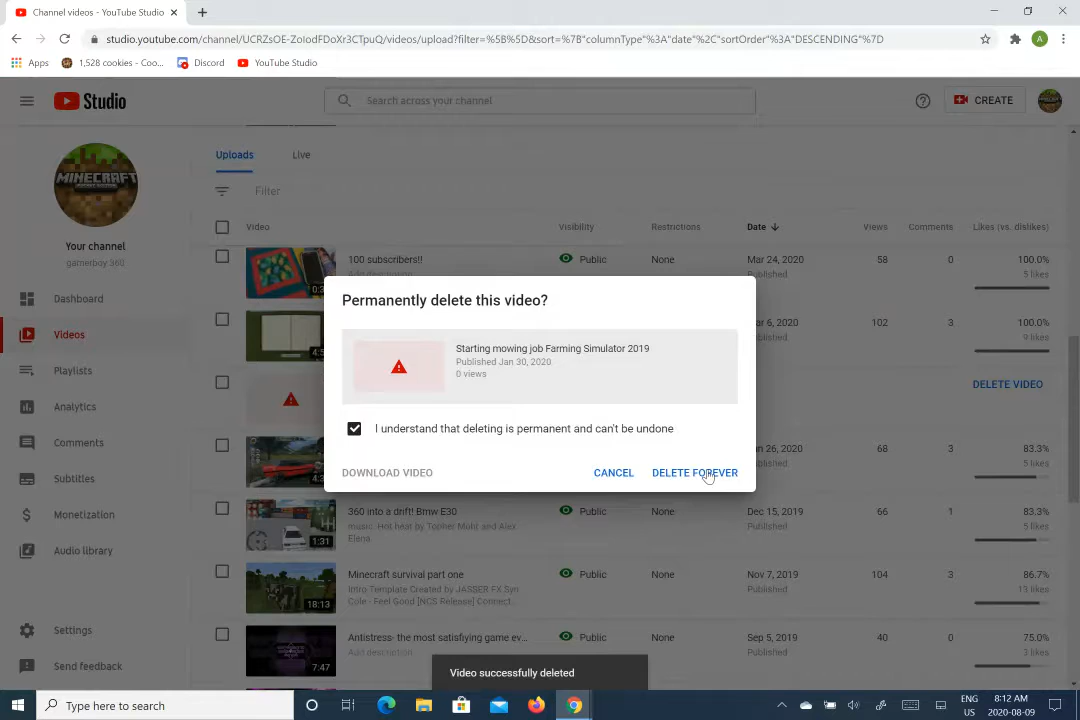 Channel videos - YouTube Studio
studio.youtube.com/channel/UCRZsOE-ZoIodFDoXr3CTpuQ/videos/upload?filter=%5B%5D&sort=%7B"columnType"%3A"date"%2C"sortOrder"%3A"DESCENDING"%7D
A
Apps
1,528 cookies - Coo...
Discord
YouTube Studio
Studio
Search across your channel
CREATE
MINECRAFT
Uploads
Live
Filter
Your channel
gamerboy 360
Video
Visibility
Restrictions
Date
Views
Comments
Likes (vs. dislikes)
100 subscribers!!
Add description
Public
None
Mar 24, 2020
Published
58
0
100.0%
5 likes
Dashboard
Videos
Playlists
Analytics
Comments
Subtitles
Monetization
Audio library
Settings
Send feedback
102
3
100.0%
9 likes
DELETE VIDEO
Permanently delete this video?
Starting mowing job Farming Simulator 2019
Published Jan 30, 2020
0 views
I understand that deleting is permanent and can't be undone
DOWNLOAD VIDEO
CANCEL
DELETE FOREVER
68
3
83.3%
5 likes
1:31
360 into a drift!! Bmw E30
music: Hot heat by Topher Mohr and Alex
Elena
Public
None
Dec 15, 2019
Published
66
1
83.3%
5 likes
18:13
Minecraft survival part one
Intro Template Created by JASSER FX Syn
Cole - Feel Good [NCS Release] Connect...
Public
None
Nov 7, 2019
Published
104
3
86.7%
13 likes
7:47
Antistress- the most satisfiying game ev...
Add description
Public
None
Sep 5, 2019
Published
40
0
75.0%
3 likes
Video successfully deleted
Type here to search
ENG
US
8:12 AM
2020-08-09